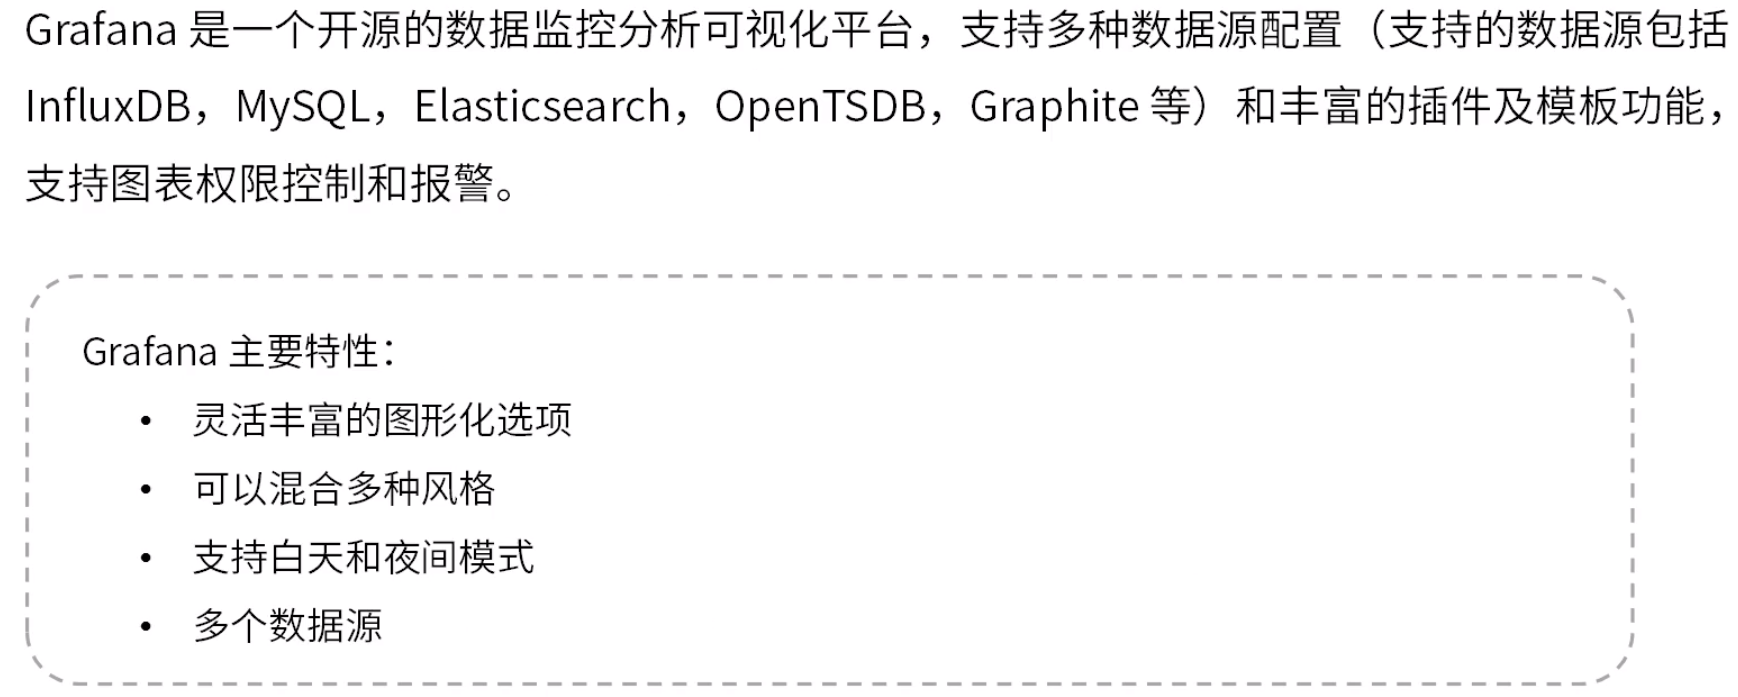 Grafana 是一个开源的数据监控分析可视化平台，支持多种数据源配置（支持的数据源包括
InfluxDB，MySQL，Elasticsearch，OpenTSDB，Graphite 等）和丰富的插件及模板功能，
支持图表权限控制和报警。
Grafana 主要特性：
• 灵活丰富的图形化选项
• 可以混合多种风格
• 支持白天和夜间模式
• 多个数据源